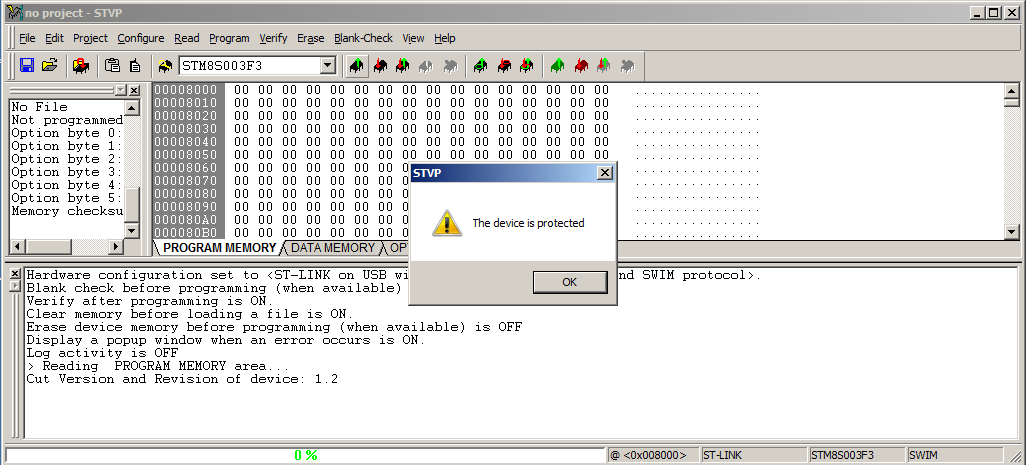 no project - STVP
File Edit Project Configure Read Program Verify Erase Blank-Check View Help
STM8S003F3
No File
Not programmed
Option byte 0:
Option byte 1:
Option byte 2:
Option byte 3:
Option byte 4:
Option byte 5:
Memory checksu
00008000 00 00 00 00 00 00 00 00 00 00 00 00 00 00 00 00 ................
00008010 00 00 00 00 00 00 00 00 00 00 00 00 00 00 00 00 ................
00008020 00 00 00 00 00 00 00 00 00 00 00 00 00 00 00 00 ................
00008030 00 00 00 00 00 00 00 00 00 00 00 00 00 00 00 00 ................
00008040 00 00 00 00 00 00 00 00 00 00 00 00 00 00 00 00 ................
00008050 00 00 00 00 00 00 00 00 00 00 00 00 00 00 00 00 ................
00008060 00 00 00 00 00 00 00 ................
00008070 00 00 00 00 00 00 00 ................
00008080 00 00 00 00 00 00 00 ................
00008090 00 00 00 00 00 00 00 ................
000080A0 00 00 00 00 00 00 00 ................
000080B0 00 00 00 00 00 00 00 ................
PROGRAM MEMORY DATA MEMORY OPT
STVP
The device is protected
OK
Hardware configuration set to <ST-LINK on USB wi nd SWIM protocol>.
Blank check before programming (when available)
Verify after programming is ON.
Clear memory before loading a file is ON.
Erase device memory before programming (when available) is OFF
Display a popup window when an error occurs is ON.
Log activity is OFF
> Reading  PROGRAM MEMORY area...
Cut Version and Revision of device: 1.2
0 % @ <0x008000> ST-LINK STM8S003F3 SWIM